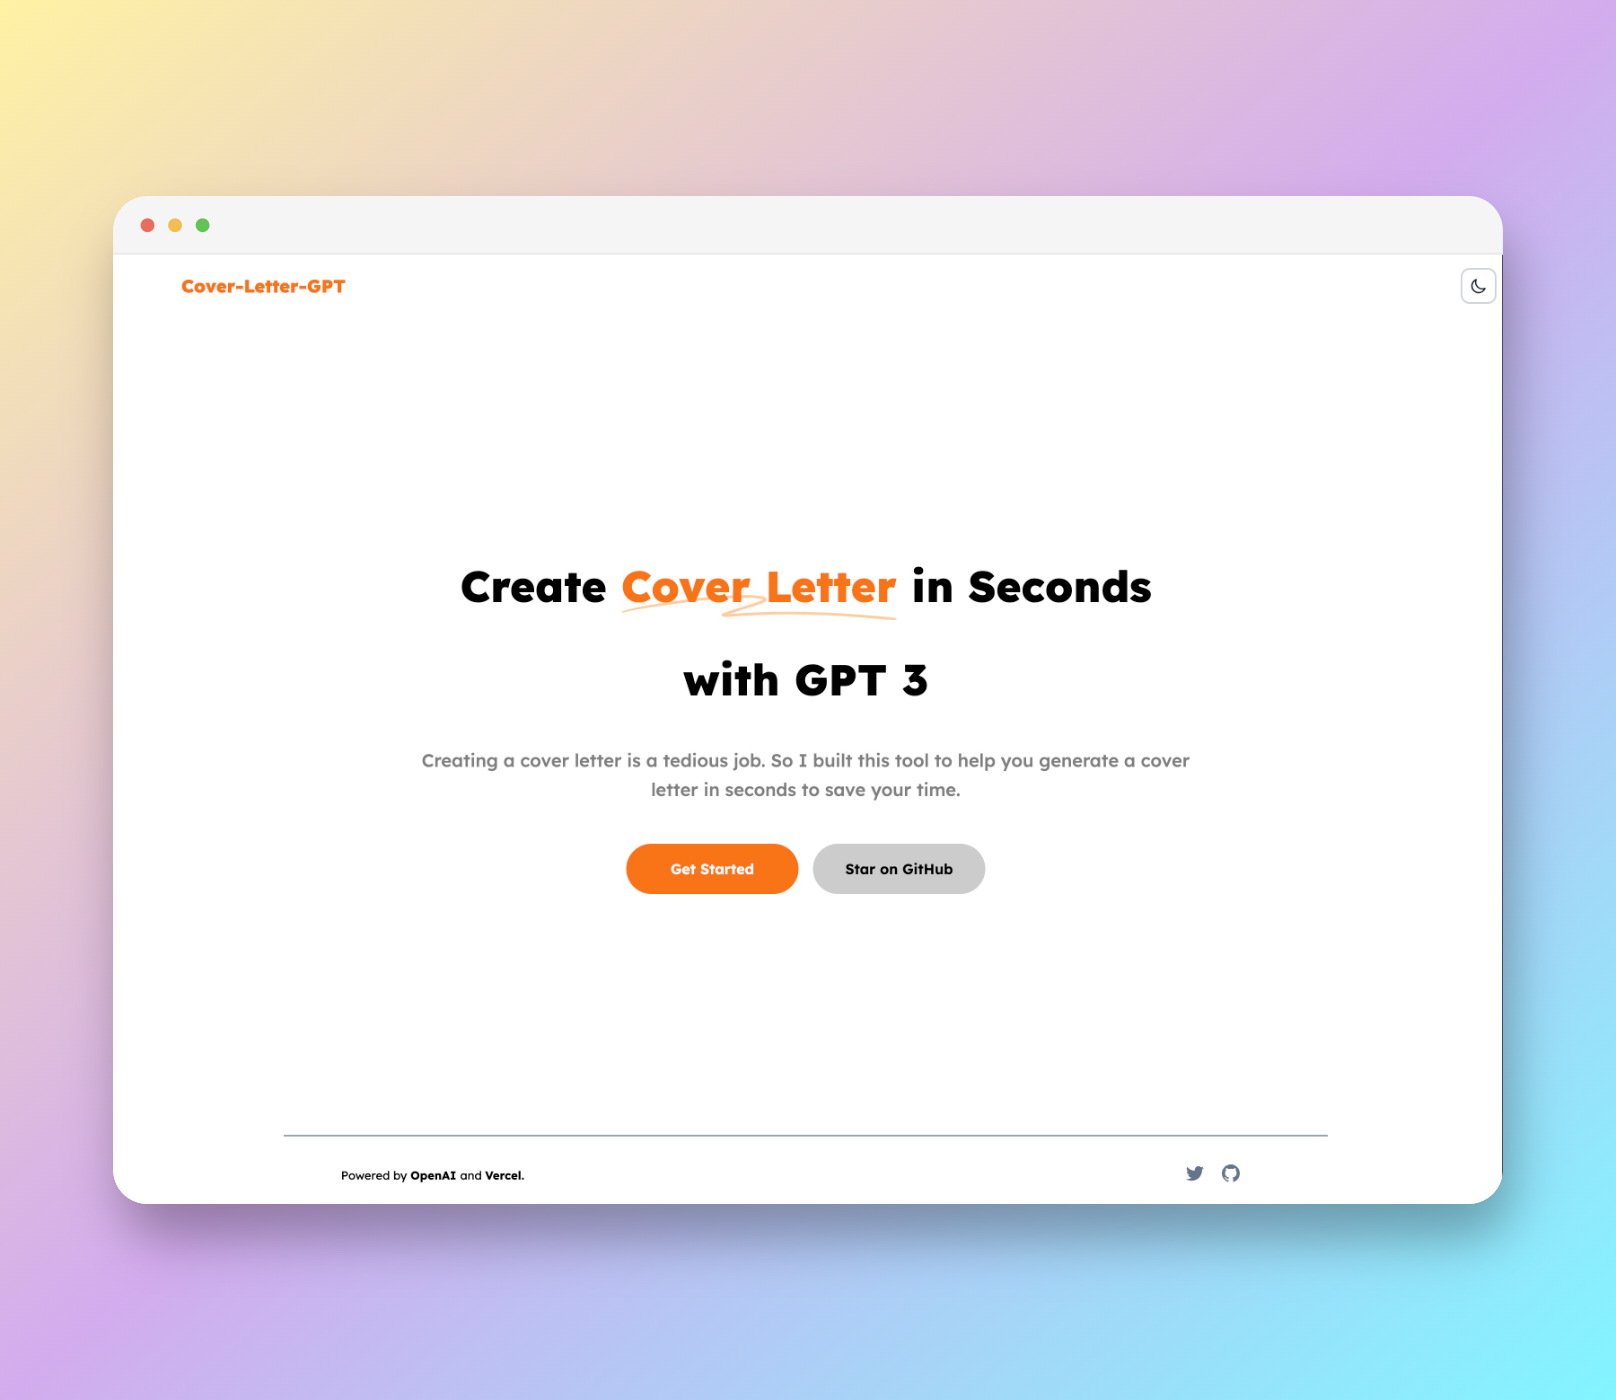 Cover-Letter-GPT
Create Cover Letter in Seconds
with GPT 3
Creating a cover letter is a tedious job. So I built this tool to help you generate a cover
letter in seconds to save your time.
Get Started
Star on GitHub
Powered by OpenAI and Vercel.